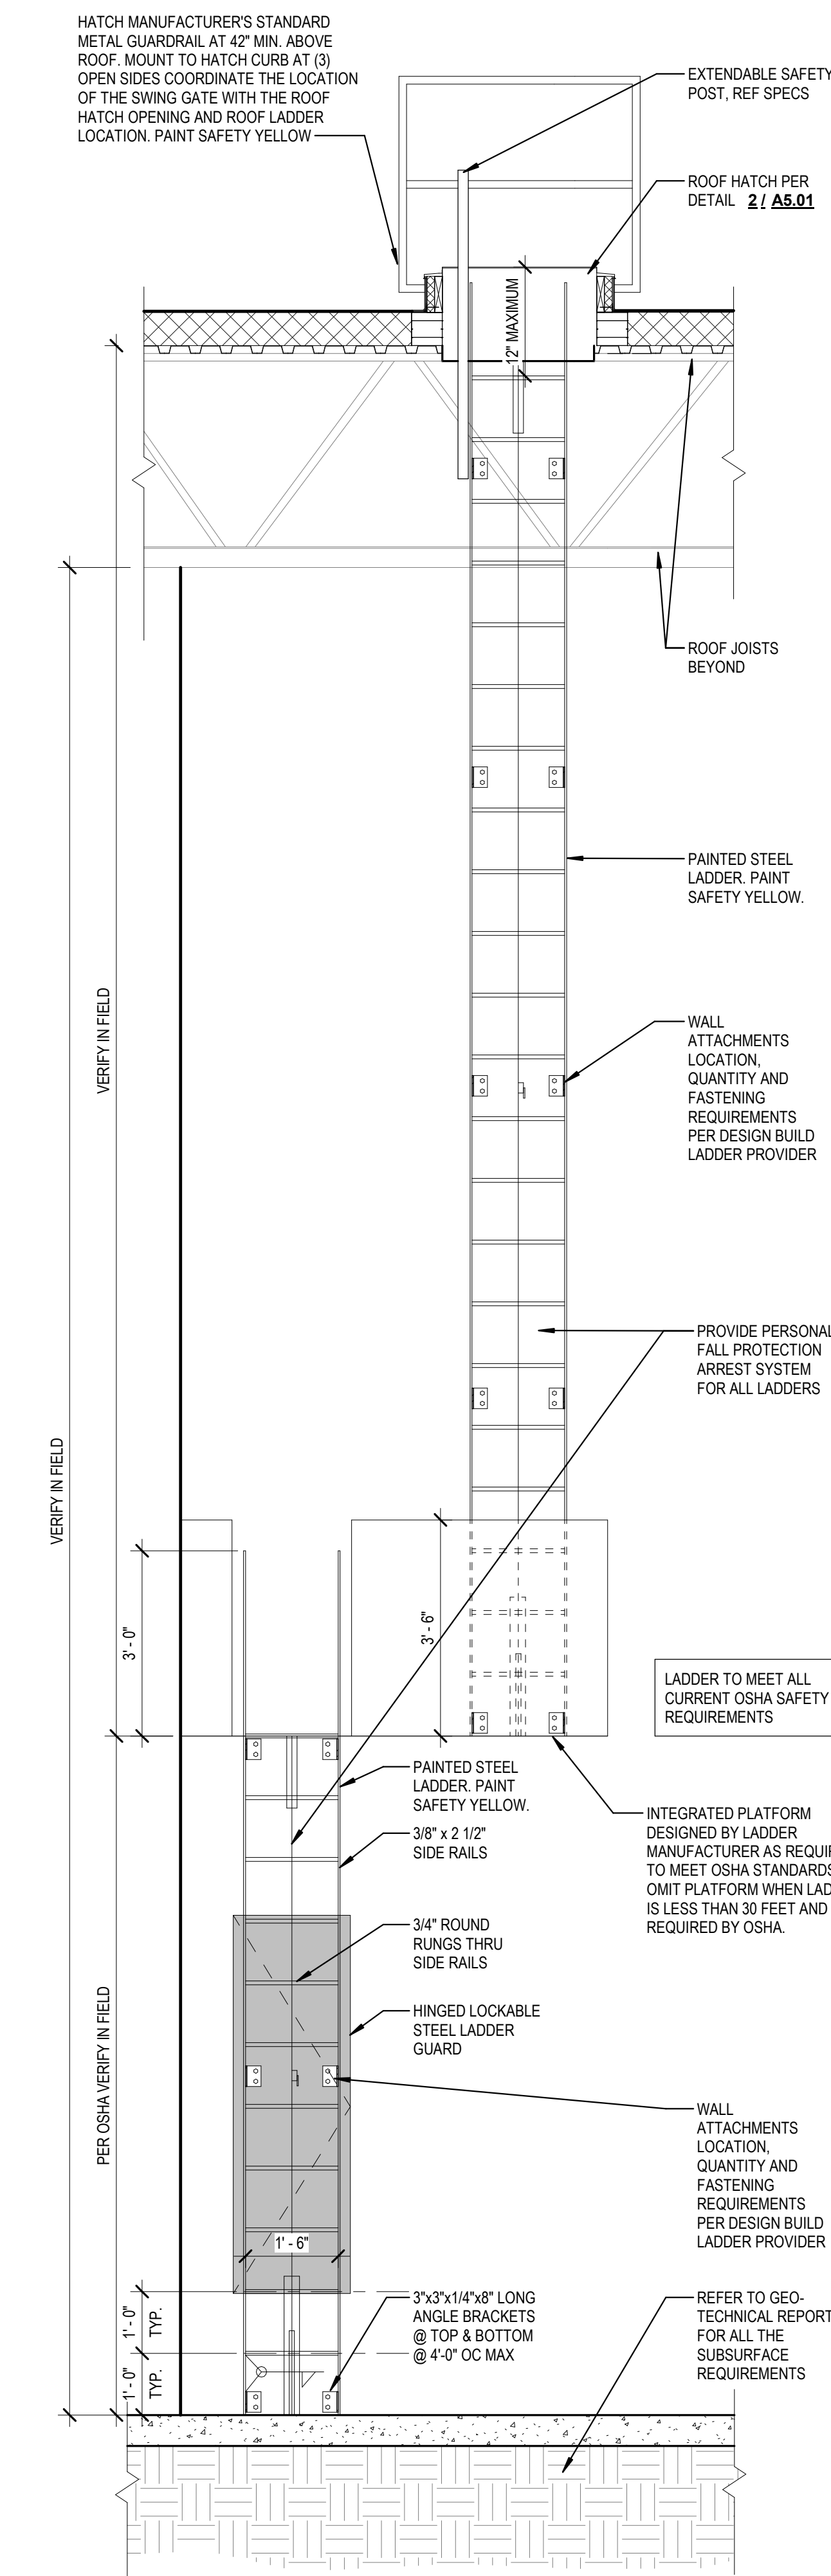 HATCH MANUFACTURER'S STANDARD
METAL GUARDRAIL AT 42" MIN. ABOVE
ROOF. MOUNT TO HATCH CURB AT (3)
OPEN SIDES COORDINATE THE LOCATION
OF THE SWING GATE WITH THE ROOF
HATCH OPENING AND ROOF LADDER
LOCATION. PAINT SAFETY YELLOW
EXTENDABLE SAFETY
POST, REF SPECS
ROOF HATCH PER
DETAIL 2 / A5.01
12" MAXIMUM
ROOF JOISTS
BEYOND
PAINTED STEEL
LADDER. PAINT
SAFETY YELLOW.
VERIFY IN FIELD
WALL
ATTACHMENTS
LOCATION,
QUANTITY AND
FASTENING
REQUIREMENTS
PER DESIGN BUILD
LADDER PROVIDER
PROVIDE PERSONAL
FALL PROTECTION
ARREST SYSTEM
FOR ALL LADDERS
VERIFY IN FIELD
3' - 0"
3' - 6"
LADDER TO MEET ALL
CURRENT OSHA SAFETY
REQUIREMENTS
PAINTED STEEL
LADDER. PAINT
SAFETY YELLOW.
3/8" x 2 1/2"
SIDE RAILS
INTEGRATED PLATFORM
DESIGNED BY LADDER
MANUFACTURER AS REQUIR
TO MEET OSHA STANDARDS
OMIT PLATFORM WHEN LAD
IS LESS THAN 30 FEET AND
REQUIRED BY OSHA.
3/4" ROUND
RUNGS THRU
SIDE RAILS
HINGED LOCKABLE
STEEL LADDER
GUARD
PER OSHA VERIFY IN FIELD
WALL
ATTACHMENTS
LOCATION,
QUANTITY AND
FASTENING
REQUIREMENTS
PER DESIGN BUILD
LADDER PROVIDER
1' - 6"
3"x3"x1/4"x8" LONG
ANGLE BRACKETS
@ TOP & BOTTOM
@ 4'-0" OC MAX
1' - 0"
TYP.
1' - 0"
TYP.
REFER TO GEO-
TECHNICAL REPORT
FOR ALL THE
SUBSURFACE
REQUIREMENTS